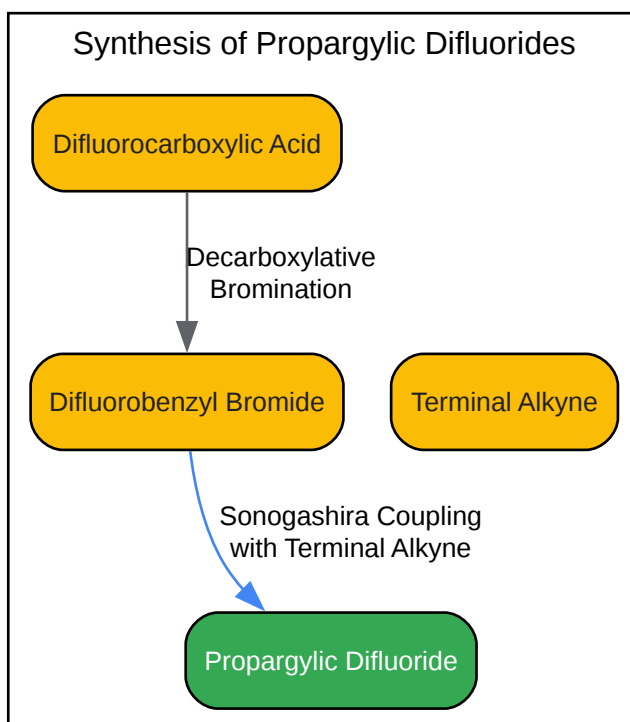 Synthesis of Propargylic Difluorides
Difluorocarboxylic Acid
Decarboxylative
Bromination
Difluorobenzyl Bromide
Terminal Alkyne
Sonogashira Coupling
with Terminal Alkyne
Propargylic Difluoride